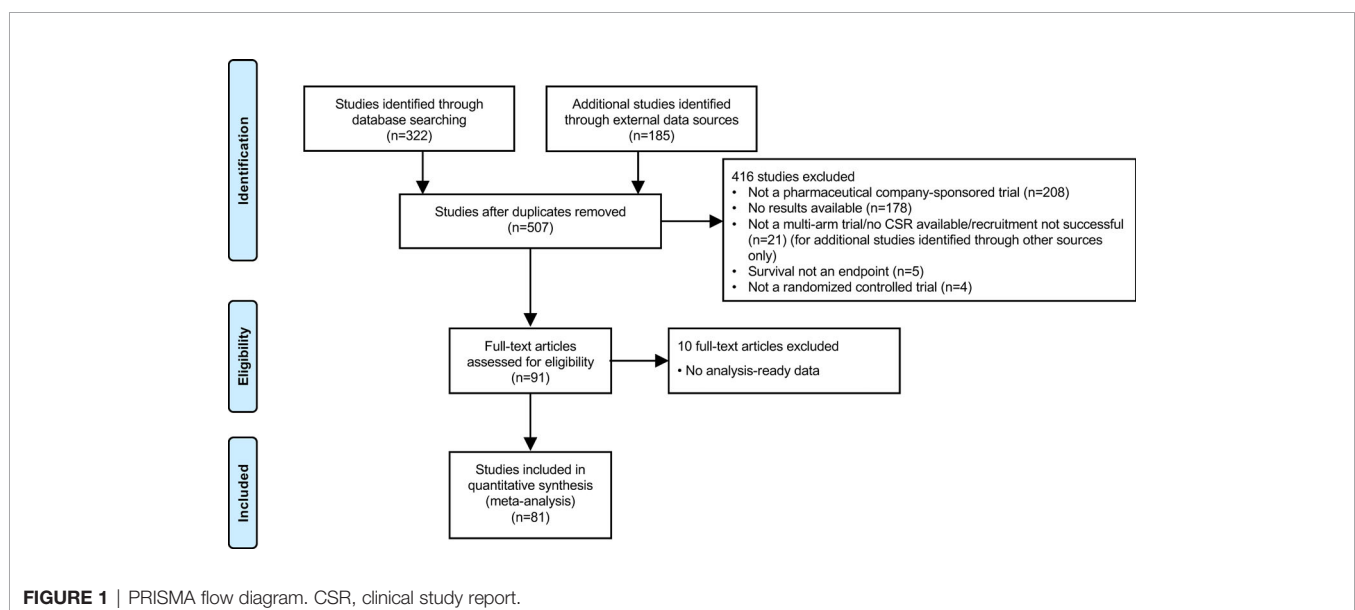 Identification
Studies identified through
database searching
(n=322)
Additional studies identified
through external data sources
(n=185)
Studies after duplicates removed
(n=507)
416 studies excluded
• Not a pharmaceutical company-sponsored trial (n=208)
• No results available (n=178)
• Not a multi-arm trial/no CSR available/recruitment not successful
(n=21) (for additional studies identified through other sources
only)
• Survival not an endpoint (n=5)
• Not a randomized controlled trial (n=4)
Eligibility
Full-text articles
assessed for eligibility
(n=91)
10 full-text articles excluded
• No analysis-ready data
Included
Studies included in
quantitative synthesis
(meta-analysis)
(n=81)
FIGURE 1 | PRISMA flow diagram. CSR, clinical study report.